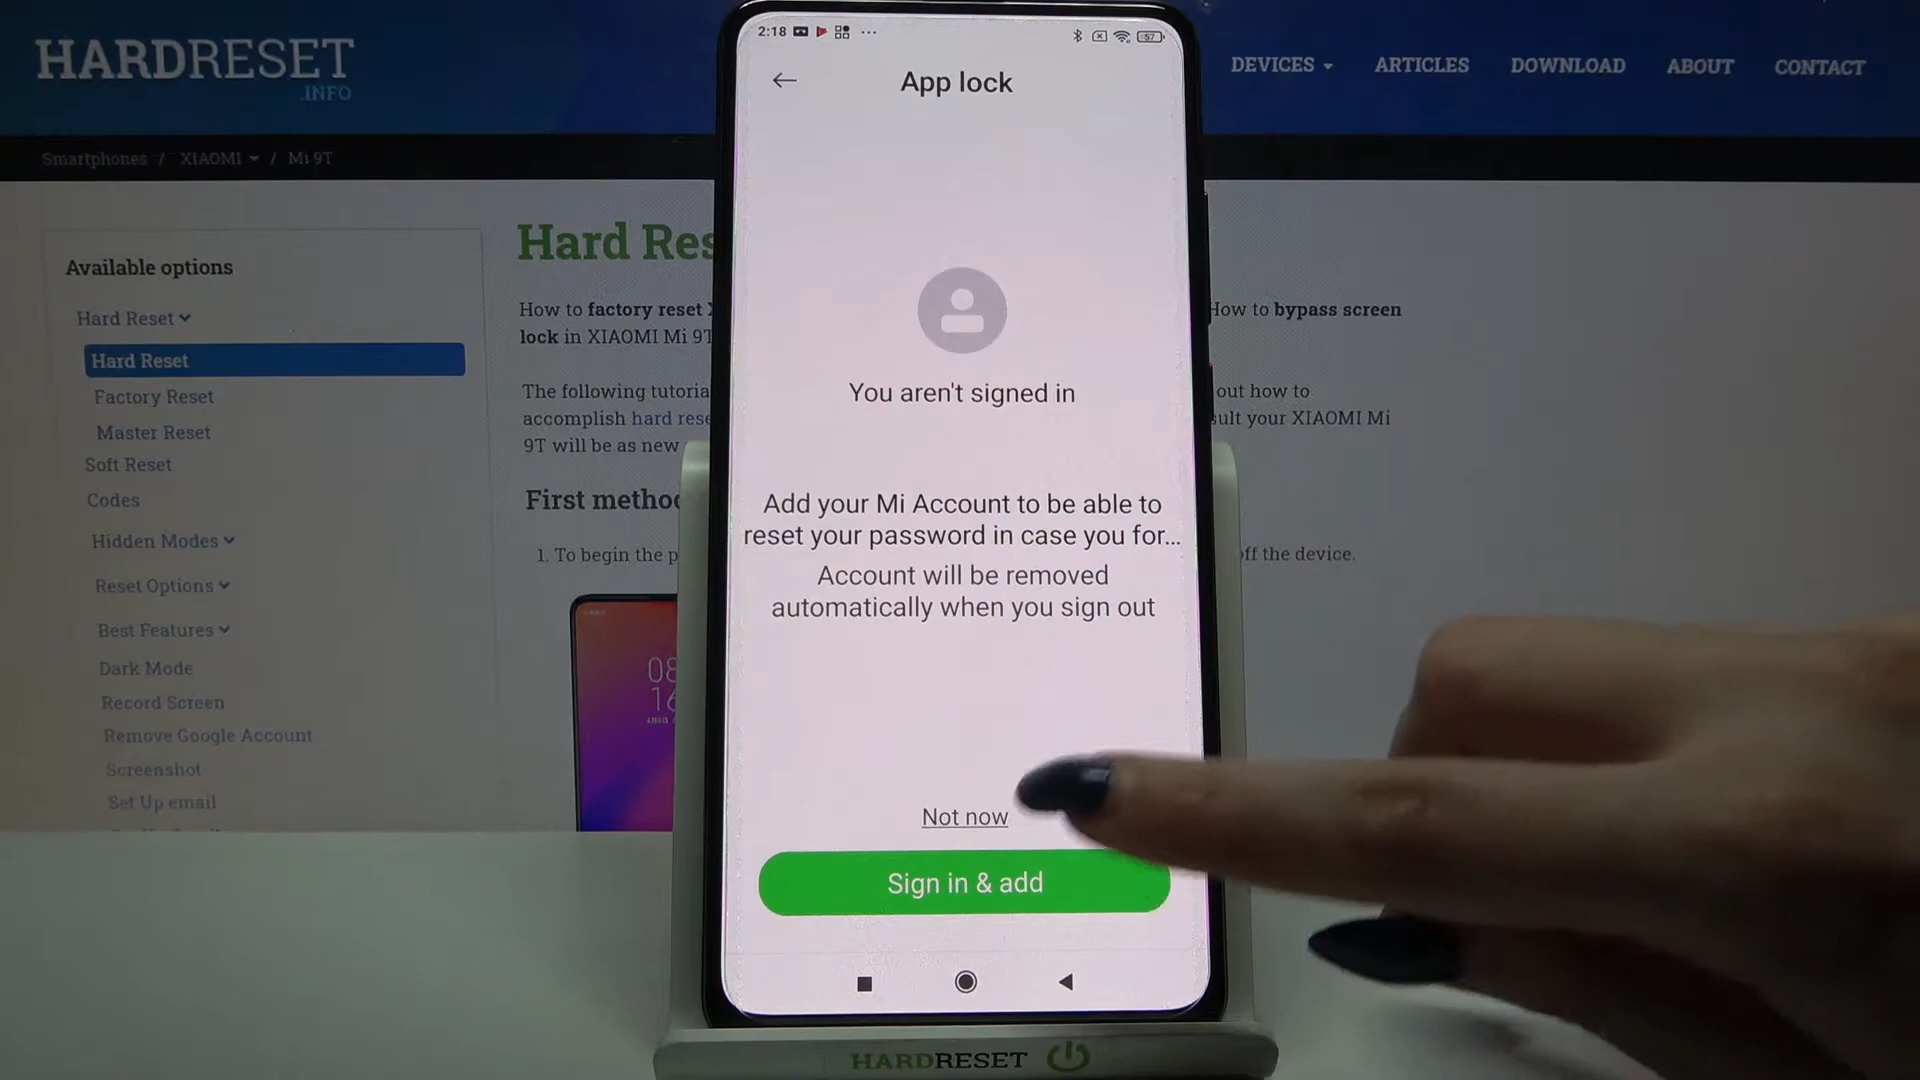 HARDRESET
.INFO
DEVICES
ARTICLES
DOWNLOAD
ABOUT
CONTACT
Smartphones / XIAOMI / Mi 9T
Available options
Hard Reset
Hard Reset
Factory Reset
Master Reset
Soft Reset
Codes
Hidden Modes
Reset Options
Best Features
Dark Mode
Record Screen
Remove Google Account
Screenshot
Set Up email
Hard Res
How to factory reset
How to bypass screen
lock in XIAOMI Mi 9T
The following tutoria
out how to
accomplish hard rese
sult your XIAOMI Mi
9T will be as new
First method
1. To begin the p
off the device.
2:18
57
App lock
You aren't signed in
Add your Mi Account to be able to
reset your password in case you for...
Account will be removed
automatically when you sign out
Not now
Sign in & add
HARDRESET